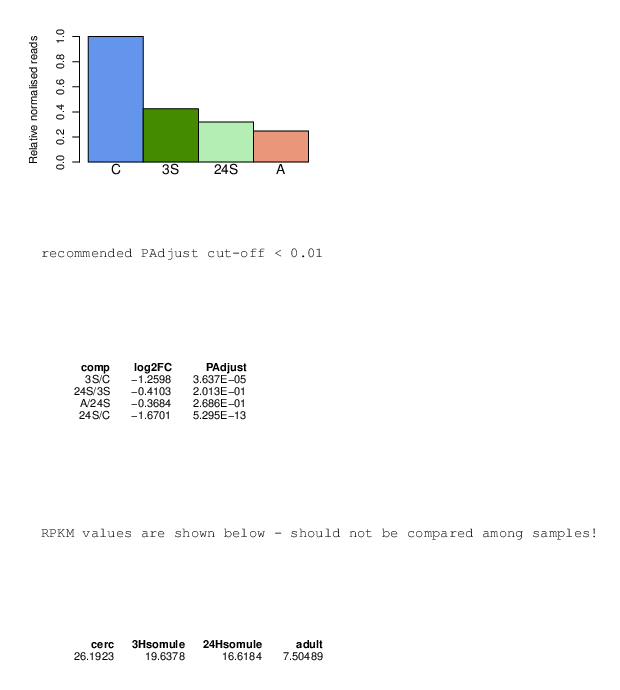 Relative normalised reads
1.0
0.8
0.6
0.4
0.2
0.0
C 3S 24S A
recommended PAdjust cut-off < 0.01
comp log2FC PAdjust
3S/C −1.2598 3.637E−05
24S/3S −0.4103 2.013E−01
A/24S −0.3684 2.686E−01
24S/C −1.6701 5.295E−13
RPKM values are shown below - should not be compared among samples!
cerc 3Hsomule 24Hsomule adult
26.1923 19.6378 16.6184 7.50489